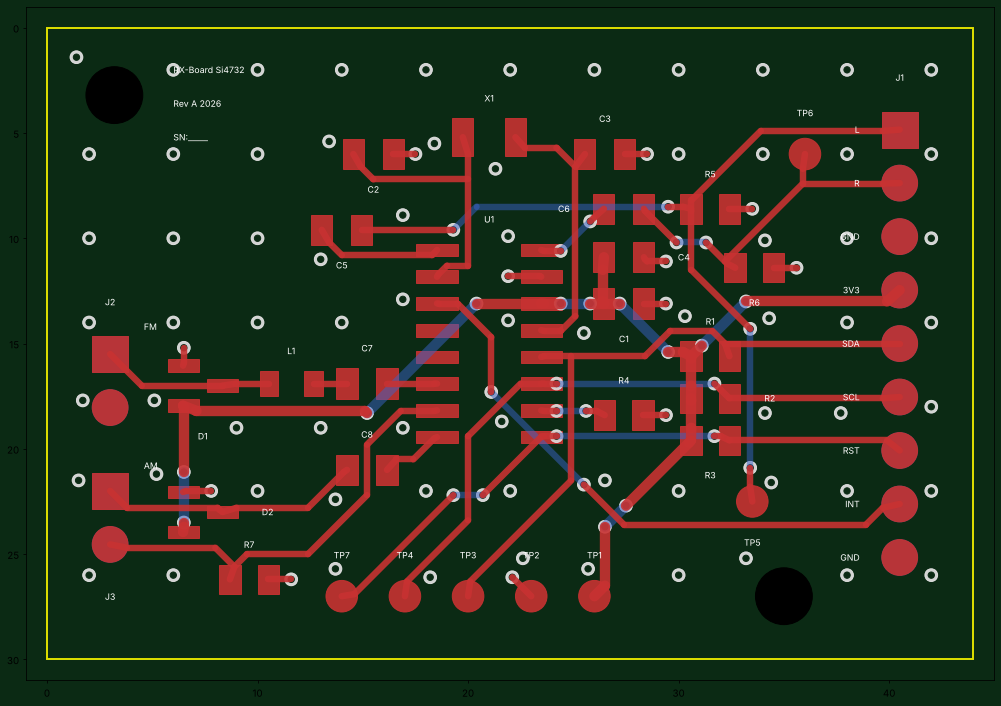 RX-Board Si4732
J1
X1
Rev A 2026
TP6
C3
L
SN:____
R5
C2
R
C6
U1
GND
C4
C5
3V3
J2
R6
FM
R1
C1
SDA
L1
C7
R4
R2
SCL
D1
C8
RST
AM
R3
INT
D2
R7
TP7
TP4
TP3
TP2
TP1
TP5
GND
J3
0
5
10
15
20
25
30
0
10
20
30
40